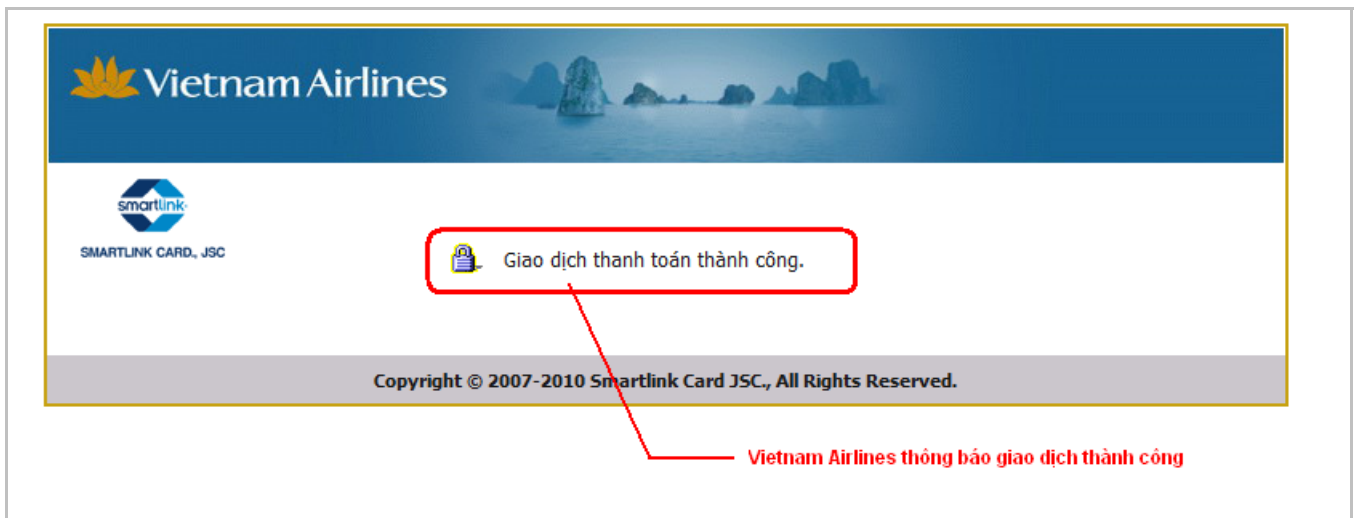 Vietnam Airlines
smartlink
SMARTLINK CARD., JSC
Giao dịch thanh toán thành công.
Copyright © 2007-2010 Smartlink Card JSC., All Rights Reserved.
Vietnam Airlines thông báo giao dịch thành công